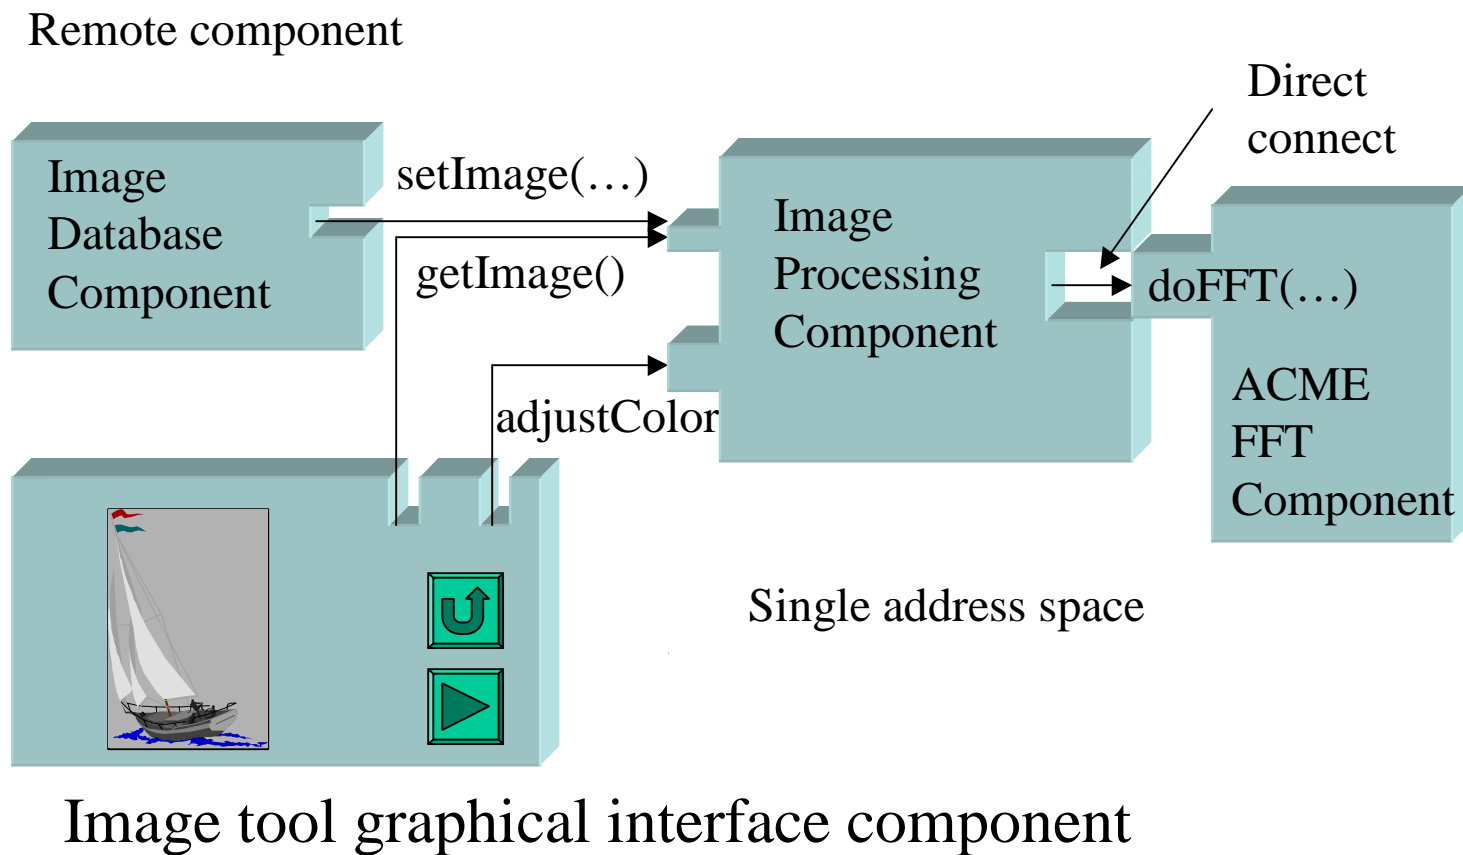 Remote component
Direct
connect
Image
Database
Component
setImage(…)
getImage()
adjustColor
Image
Processing
Component
doFFT(…)
ACME
FFT
Component
Single address space
Image tool graphical interface component